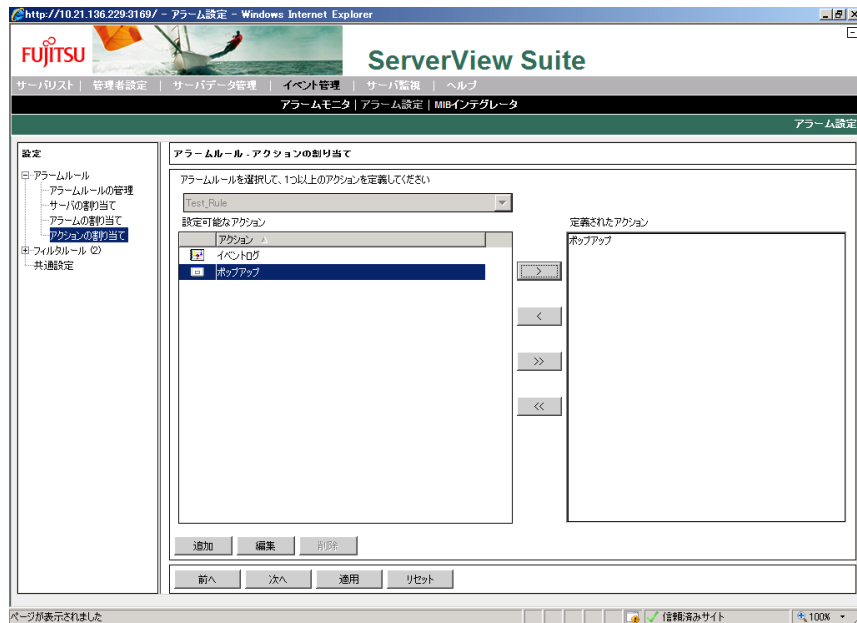 http://10.21.136.229:3169/ - アラーム設定 - Windows Internet Explorer
FUJITSU
ServerView Suite
サーバリスト | 管理者設定 | サーバデータ管理 | イベント管理 | サーバ監視 | ヘルプ
アラームモニタ | アラーム設定 | MIBインテグレータ
アラーム設定
設定
アラームルール
アラームルールの管理
サーバの割り当て
アラームの割り当て
アクションの割り当て
フィルタルール (2)
共通設定
アラームルール - アクションの割り当て
アラームルールを選択して、1つ以上のアクションを定義してください
Test_Rule
設定可能なアクション
アクション
イベントログ
ポップアップ
>
<
>>
<<
定義されたアクション
ポップアップ
追加 編集 削除
前へ 次へ 適用 リセット
ページが表示されました
信頼済みサイト
100%